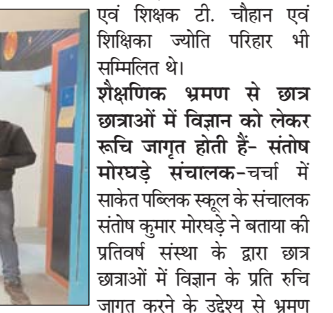 एवं शिक्षक टी. चौहान एवं
शिक्षिका ज्योति परिहार भी
सम्मिलित थे।
शैक्षणिक भ्रमण से छात्र
छात्राओं में विज्ञान को लेकर
रूचि जागृत होती हैं- संतोष
मोरघड़े संचालक-चर्चा में
साकेत पब्लिक स्कूल के संचालक
संतोष कुमार मोरघड़े ने बताया की
प्रतिवर्ष संस्था के द्वारा छात्र
छात्राओं में विज्ञान के प्रति रुचि
जागृत करने के उद्देश्य से भ्रमण